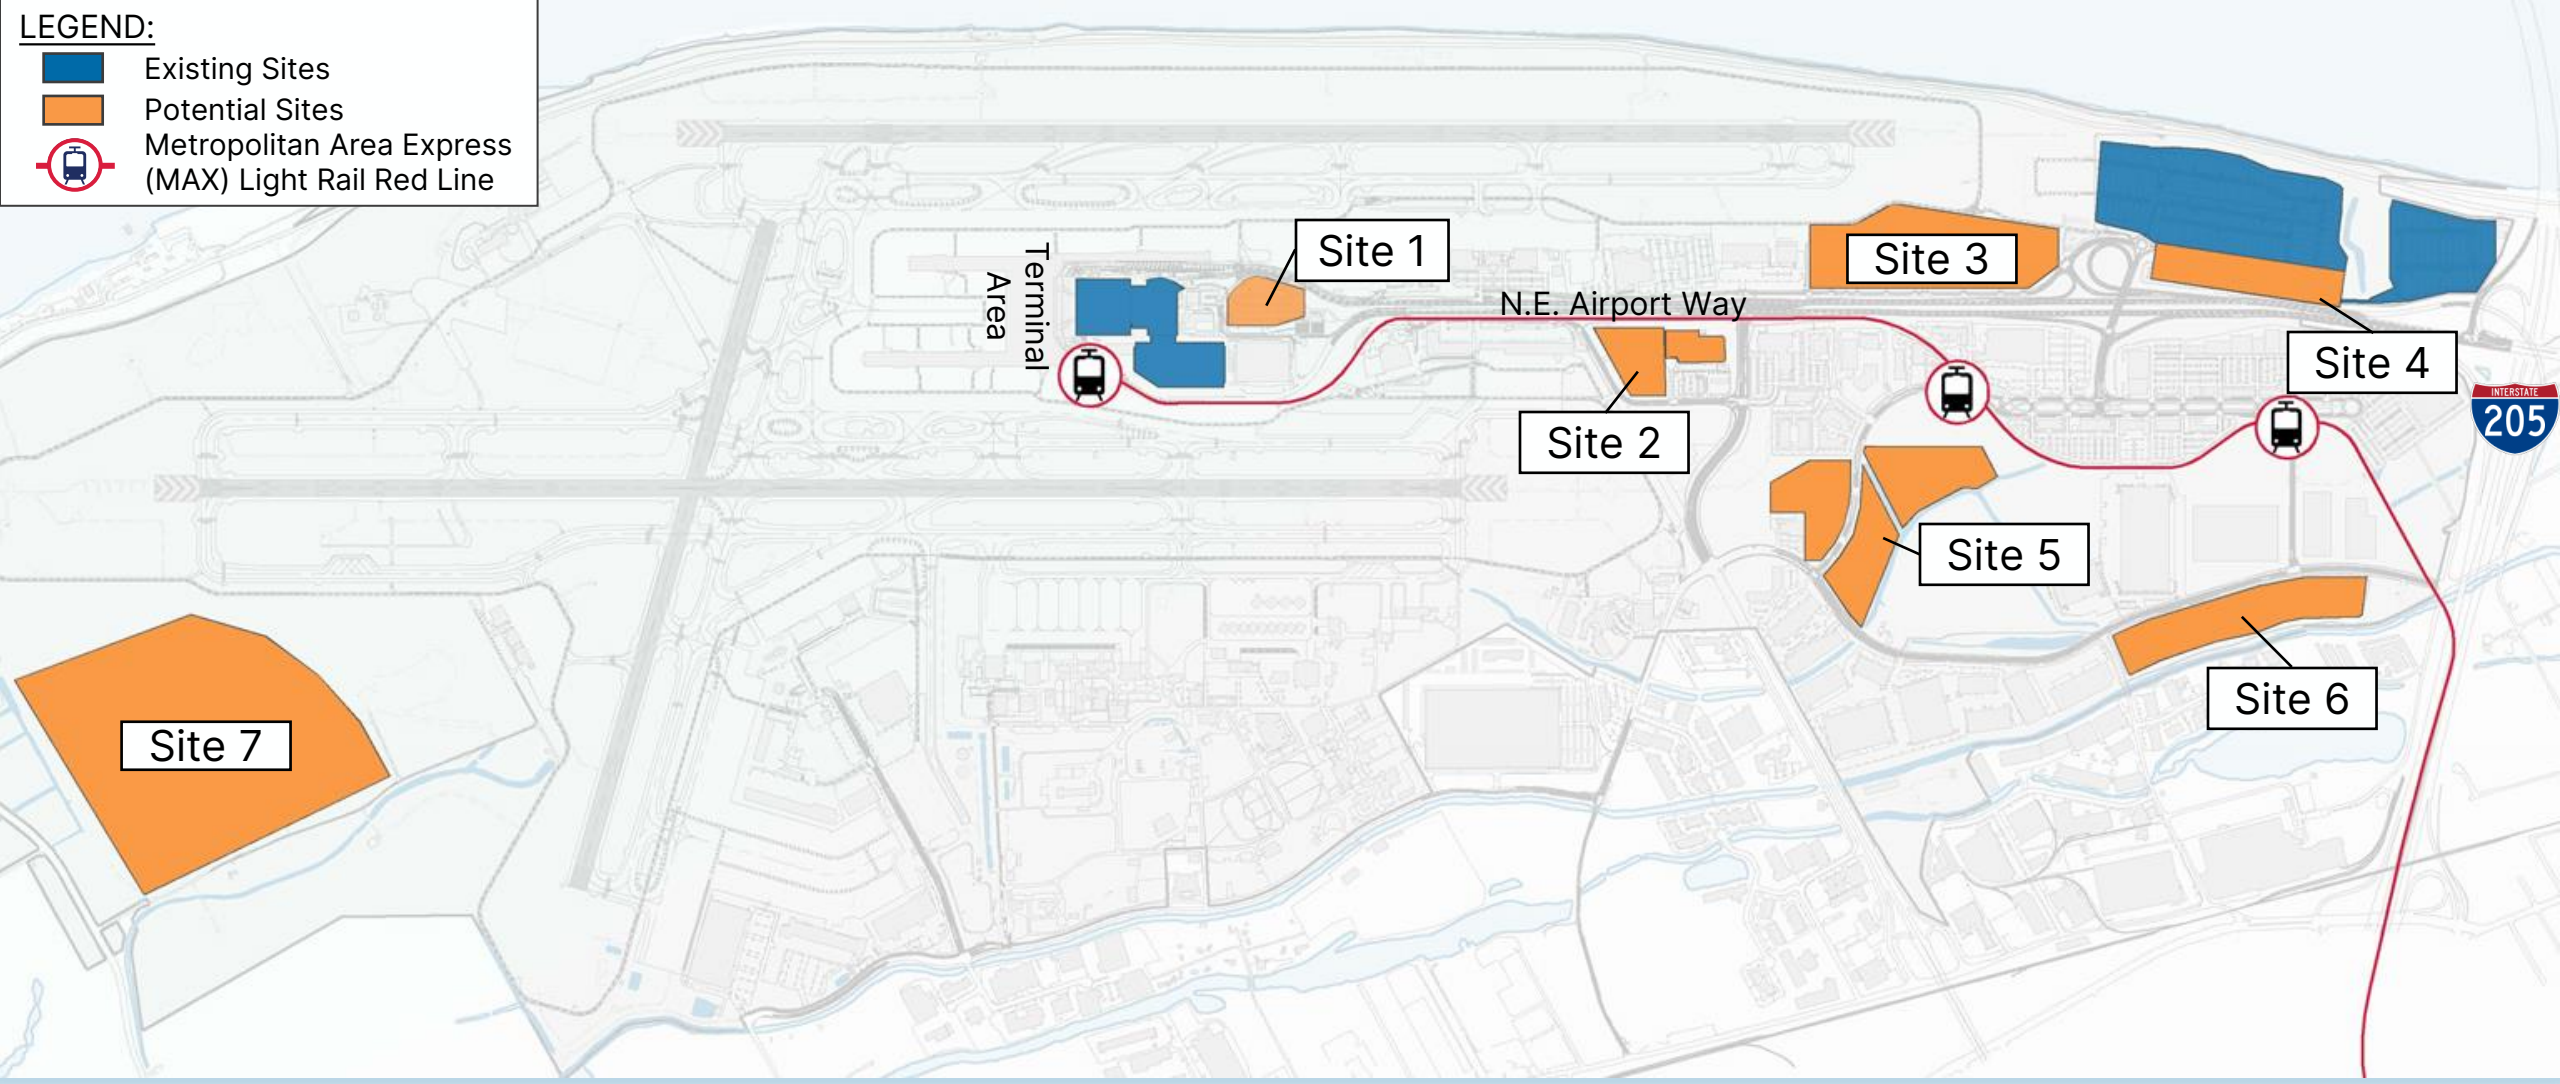 LEGEND:
Existing Sites
Potential Sites
Metropolitan Area Express
(MAX) Light Rail Red Line
Terminal
Area
Site 1
N.E. Airport Way
Site 2
Site 3
Site 4
INTERSTATE
205
Site 5
Site 6
Site 7